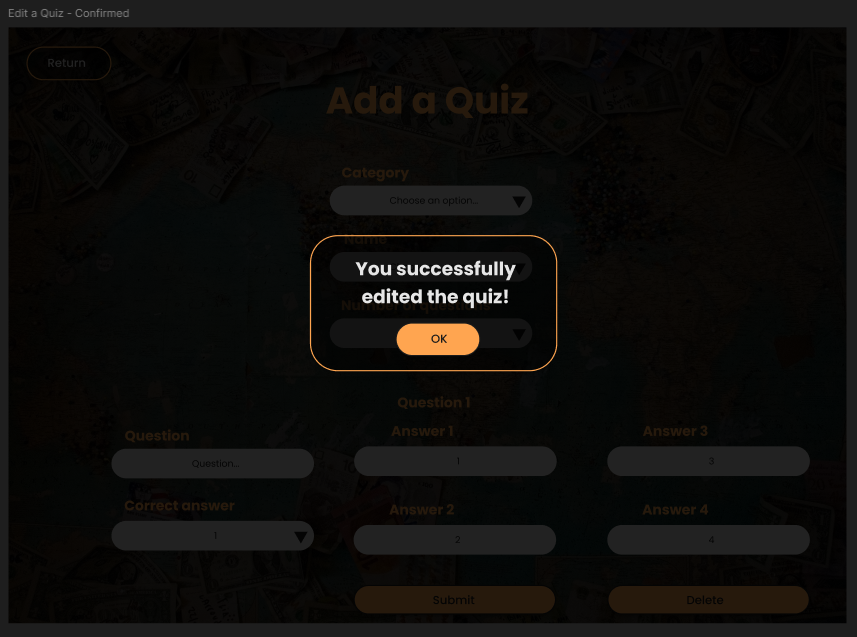 Edit a Quiz - Confirmed
Return
Add a Quiz
Category
Choose an option...
Name
You successfully
edited the quiz!
Number of questions
OK
Question 1
Question
Question...
Answer 1
1
Answer 3
3
Correct answer
1
Answer 2
2
Answer 4
4
Submit
Delete